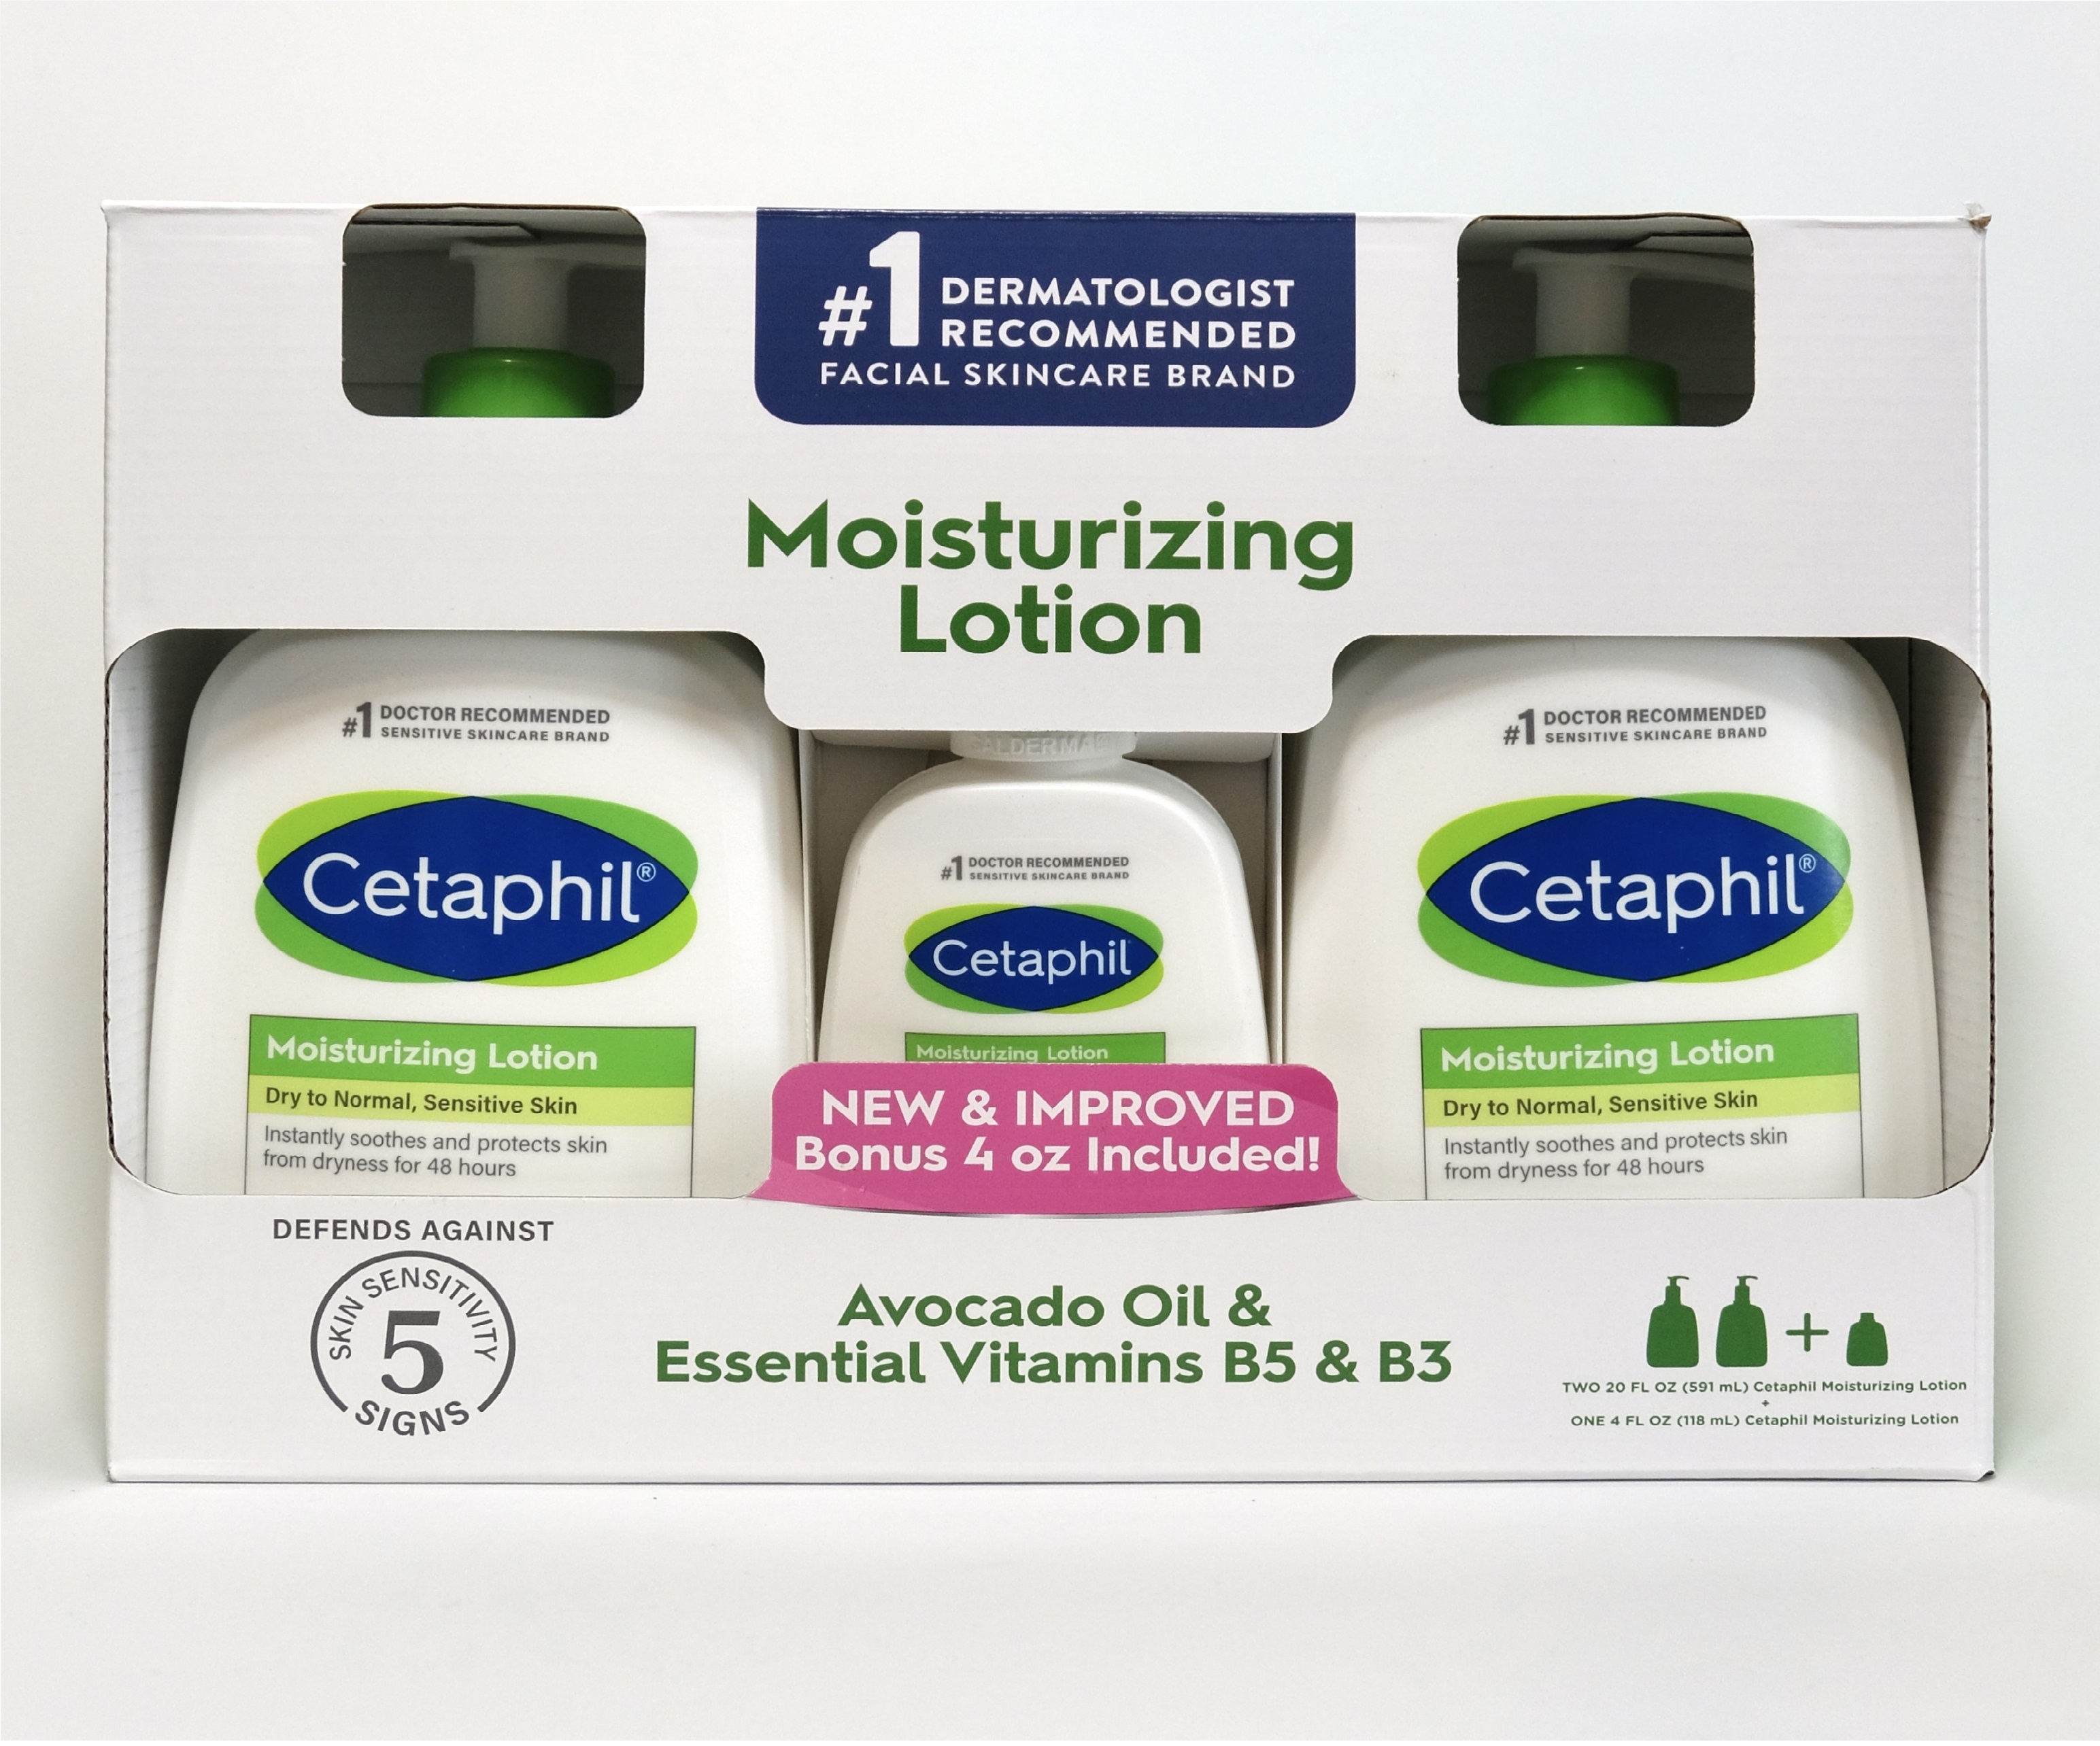 #1 DERMATOLOGIST
RECOMMENDED
FACIAL SKINCARE BRAND
Moisturizing
Lotion
#1 DOCTOR RECOMMENDED
SENSITIVE SKINCARE BRAND
Cetaphil®
Moisturizing Lotion
Dry to Normal, Sensitive Skin
Instantly soothes and protects skin
from dryness for 48 hours
GALDERMA
#1 DOCTOR RECOMMENDED
SENSITIVE SKINCARE BRAND
Cetaphil
Moisturizing Lotion
#1 DOCTOR RECOMMENDED
SENSITIVE SKINCARE BRAND
Cetaphil®
Moisturizing Lotion
Dry to Normal, Sensitive Skin
Instantly soothes and protects skin
from dryness for 48 hours
NEW & IMPROVED
Bonus 4 oz Included!
DEFENDS AGAINST
5
SKIN SENSITIVITY
SIGNS
Avocado Oil &
Essential Vitamins B5 & B3
+
TWO 20 FL OZ (591 mL) Cetaphil Moisturizing Lotion
+
ONE 4 FL OZ (118 mL) Cetaphil Moisturizing Lotion